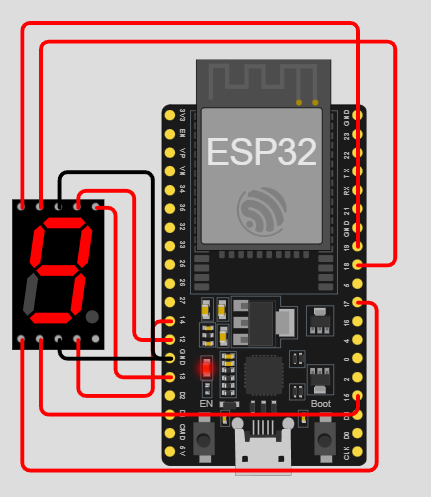 ESP32
3V3
EN
VP
VN
34
35
32
33
25
26
27
14
12
GND
13
D2
D3
CMD
5V
GND
23
22
TX
RX
21
GND
19
18
5
17
16
4
0
2
15
D1
D0
CLK
EN
Boot